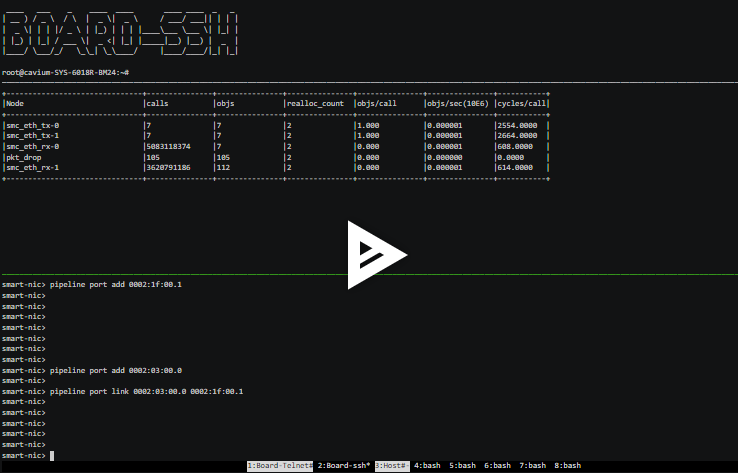 BOARD-SSH
root@cavium-SYS-6018R-BM24:~#
|Node |calls |objs |realloc_count |objs/call |objs/sec(10E6) |cycles/call|
|smc_eth_tx-0 |7 |7 |2 |1.000 |0.000001 |2554.0000 |
|smc_eth_tx-1 |7 |7 |2 |1.000 |0.000001 |2664.0000 |
|smc_eth_rx-0 |5083118374 |7 |2 |0.000 |0.000001 |608.0000 |
|pkt_drop |105 |105 |2 |0.000 |0.000000 |0.0000 |
|smc_eth_rx-1 |3620791186 |112 |2 |0.000 |0.000001 |614.0000 |
smart-nic> pipeline port add 0002:1f:00.1
smart-nic>
smart-nic>
smart-nic>
smart-nic>
smart-nic>
smart-nic>
smart-nic>
smart-nic> pipeline port add 0002:03:00.0
smart-nic>
smart-nic> pipeline port link 0002:03:00.0 0002:1f:00.1
smart-nic>
smart-nic>
smart-nic>
smart-nic>
smart-nic>
smart-nic>
1:Board-Telnet# 2:Board-ssh* 3:Host#- 4:bash 5:bash 6:bash 7:bash 8:bash